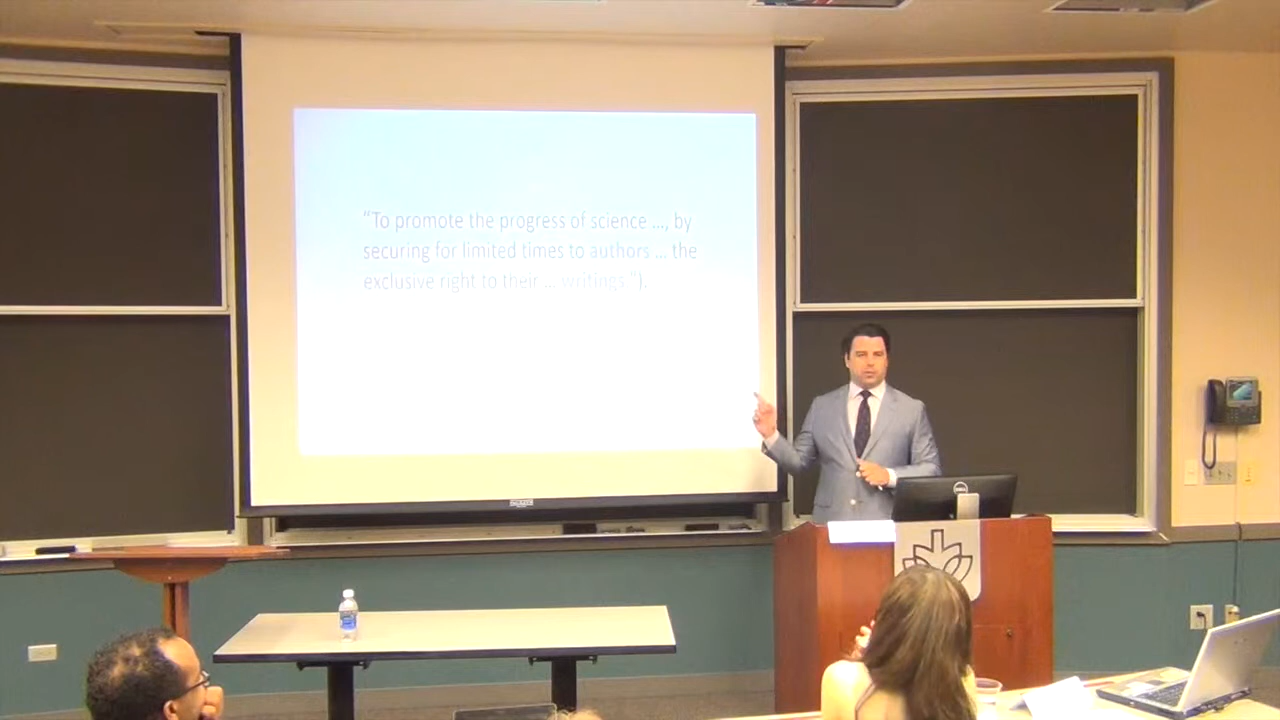 “To promote the progress of science ..., by
securing for limited times to authors ... the
exclusive right to their ... writings.”).
DELL